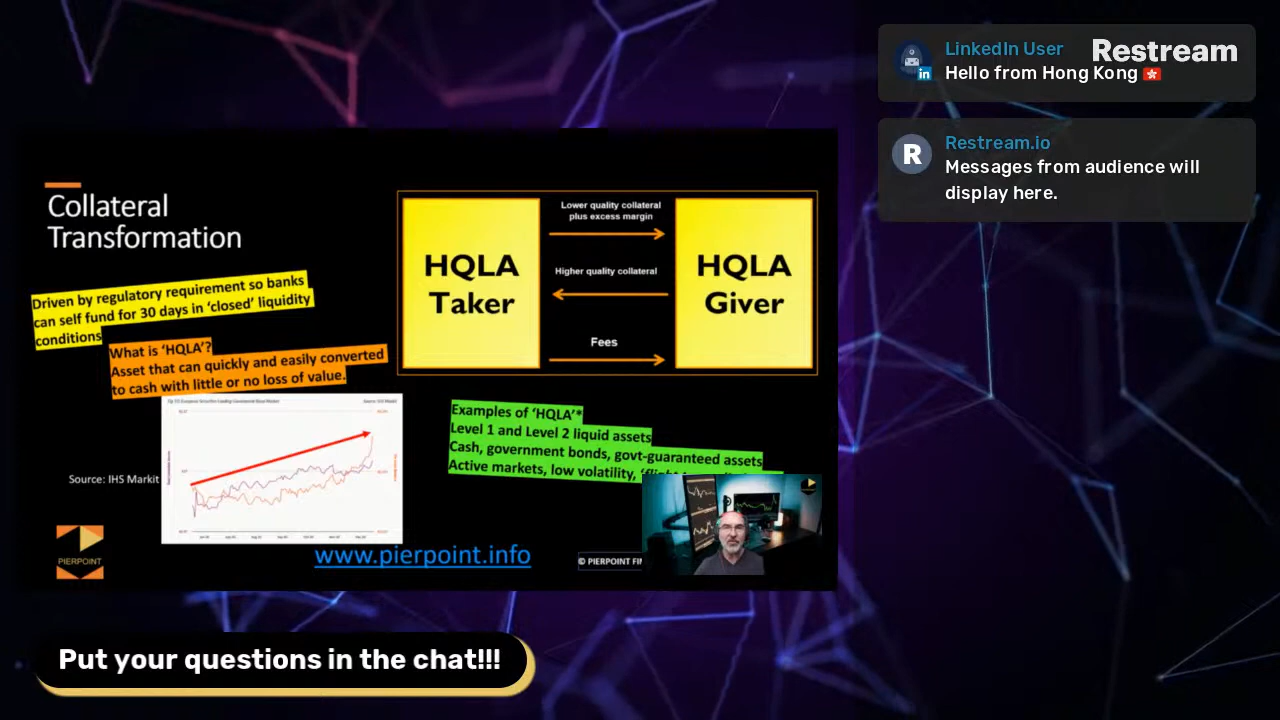 LinkedIn User
Restream
Hello from Hong Kong
R
Restream.io
Messages from audience will
display here.
Collateral
Transformation
Driven by regulatory requirement so banks
can self fund for 30 days in ‘closed’ liquidity
conditions
What is ‘HQLA’?
Asset that can quickly and easily converted
to cash with little or no loss of value.
HQLA
Taker
Lower quality collateral
plus excess margin
Higher quality collateral
Fees
HQLA
Giver
Examples of ‘HQLA’*
Level 1 and Level 2 liquid assets
Cash, government bonds, govt-guaranteed assets
Active markets, low volatility,
Source: IHS Markit
PIERPOINT
www.pierpoint.info
© PIERPOINT
Put your questions in the chat!!!